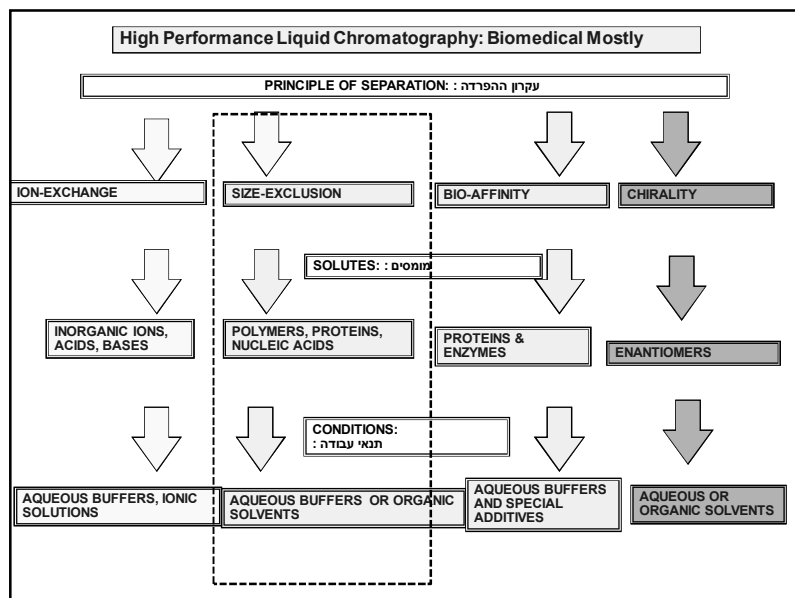 High Performance Liquid Chromatography: Biomedical Mostly
PRINCIPLE OF SEPARATION: : עקרון ההפרדה
ION-EXCHANGE
SIZE-EXCLUSION
BIO-AFFINITY
CHIRALITY
SOLUTES: : מומסים
INORGANIC IONS,
ACIDS, BASES
POLYMERS, PROTEINS,
NUCLEIC ACIDS
PROTEINS &
ENZYMES
ENANTIOMERS
CONDITIONS:
תנאי עבודה :
AQUEOUS BUFFERS, IONIC
SOLUTIONS
AQUEOUS BUFFERS OR ORGANIC
SOLVENTS
AQUEOUS BUFFERS
AND SPECIAL
ADDITIVES
AQUEOUS OR
ORGANIC SOLVENTS